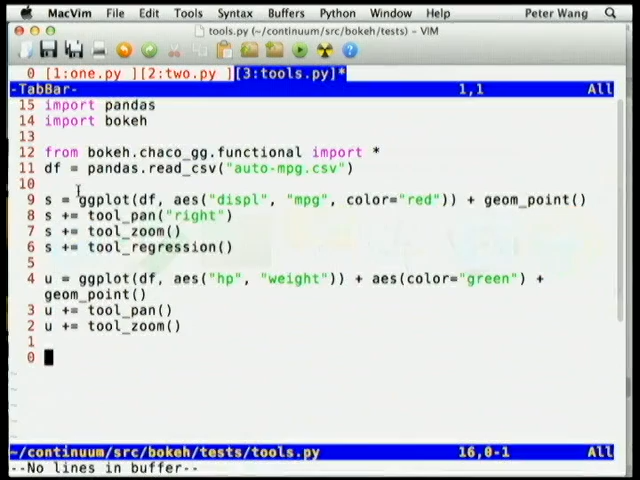 MacVim File Edit Tools Syntax Buffers Python Window Help Peter Wang
tools.py (~/continuum/src/bokeh/tests) - VIM
0 [1:one.py ][2:two.py ][3:tools.py]*
-TabBar- 1,1 All
15 import pandas
14 import bokeh
13
12 from bokeh.chaco_gg.functional import *
11 df = pandas.read_csv("auto-mpg.csv")
10
9 s = ggplot(df, aes("displ", "mpg", color="red")) + geom_point()
8 s += tool_pan("right")
7 s += tool_zoom()
6 s += tool_regression()
5
4 u = ggplot(df, aes("hp", "weight")) + aes(color="green") +
geom_point()
3 u += tool_pan()
2 u += tool_zoom()
1
0
~
~
~
~
~/continuum/src/bokeh/tests/tools.py 16,0-1 All
--No lines in buffer--